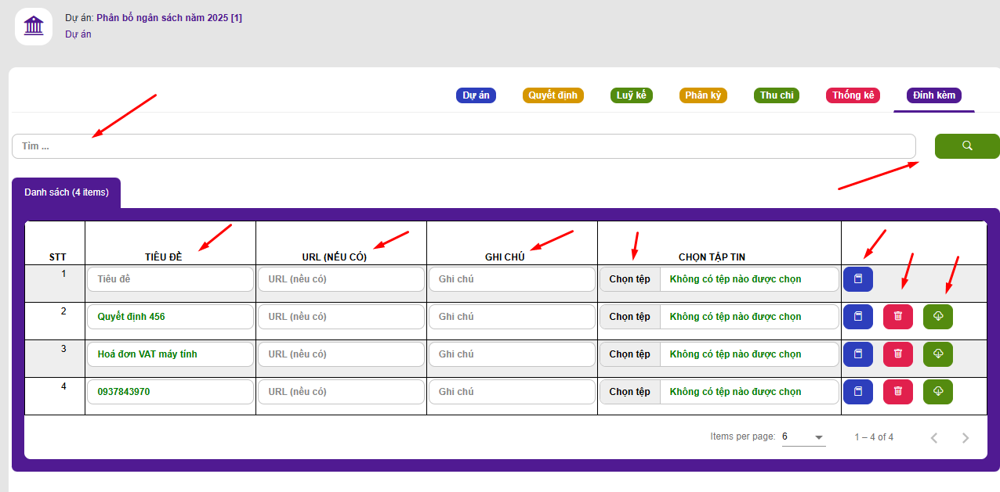 Dự án: Phân bổ ngân sách năm 2025 [1]
Dự án
Dự án Quyết định Luỹ kế Phân kỳ Thu chi Thống kê Đính kèm
Tìm ...
Danh sách (4 items)
STT TIÊU ĐỀ URL (NẾU CÓ) GHI CHÚ CHỌN TẬP TIN
1 Tiêu đề URL (nếu có) Ghi chú Chọn tệp Không có tệp nào được chọn
2 Quyết định 456 URL (nếu có) Ghi chú Chọn tệp Không có tệp nào được chọn
3 Hoá đơn VAT máy tính URL (nếu có) Ghi chú Chọn tệp Không có tệp nào được chọn
4 0937843970 URL (nếu có) Ghi chú Chọn tệp Không có tệp nào được chọn
Items per page: 6 1 – 4 of 4